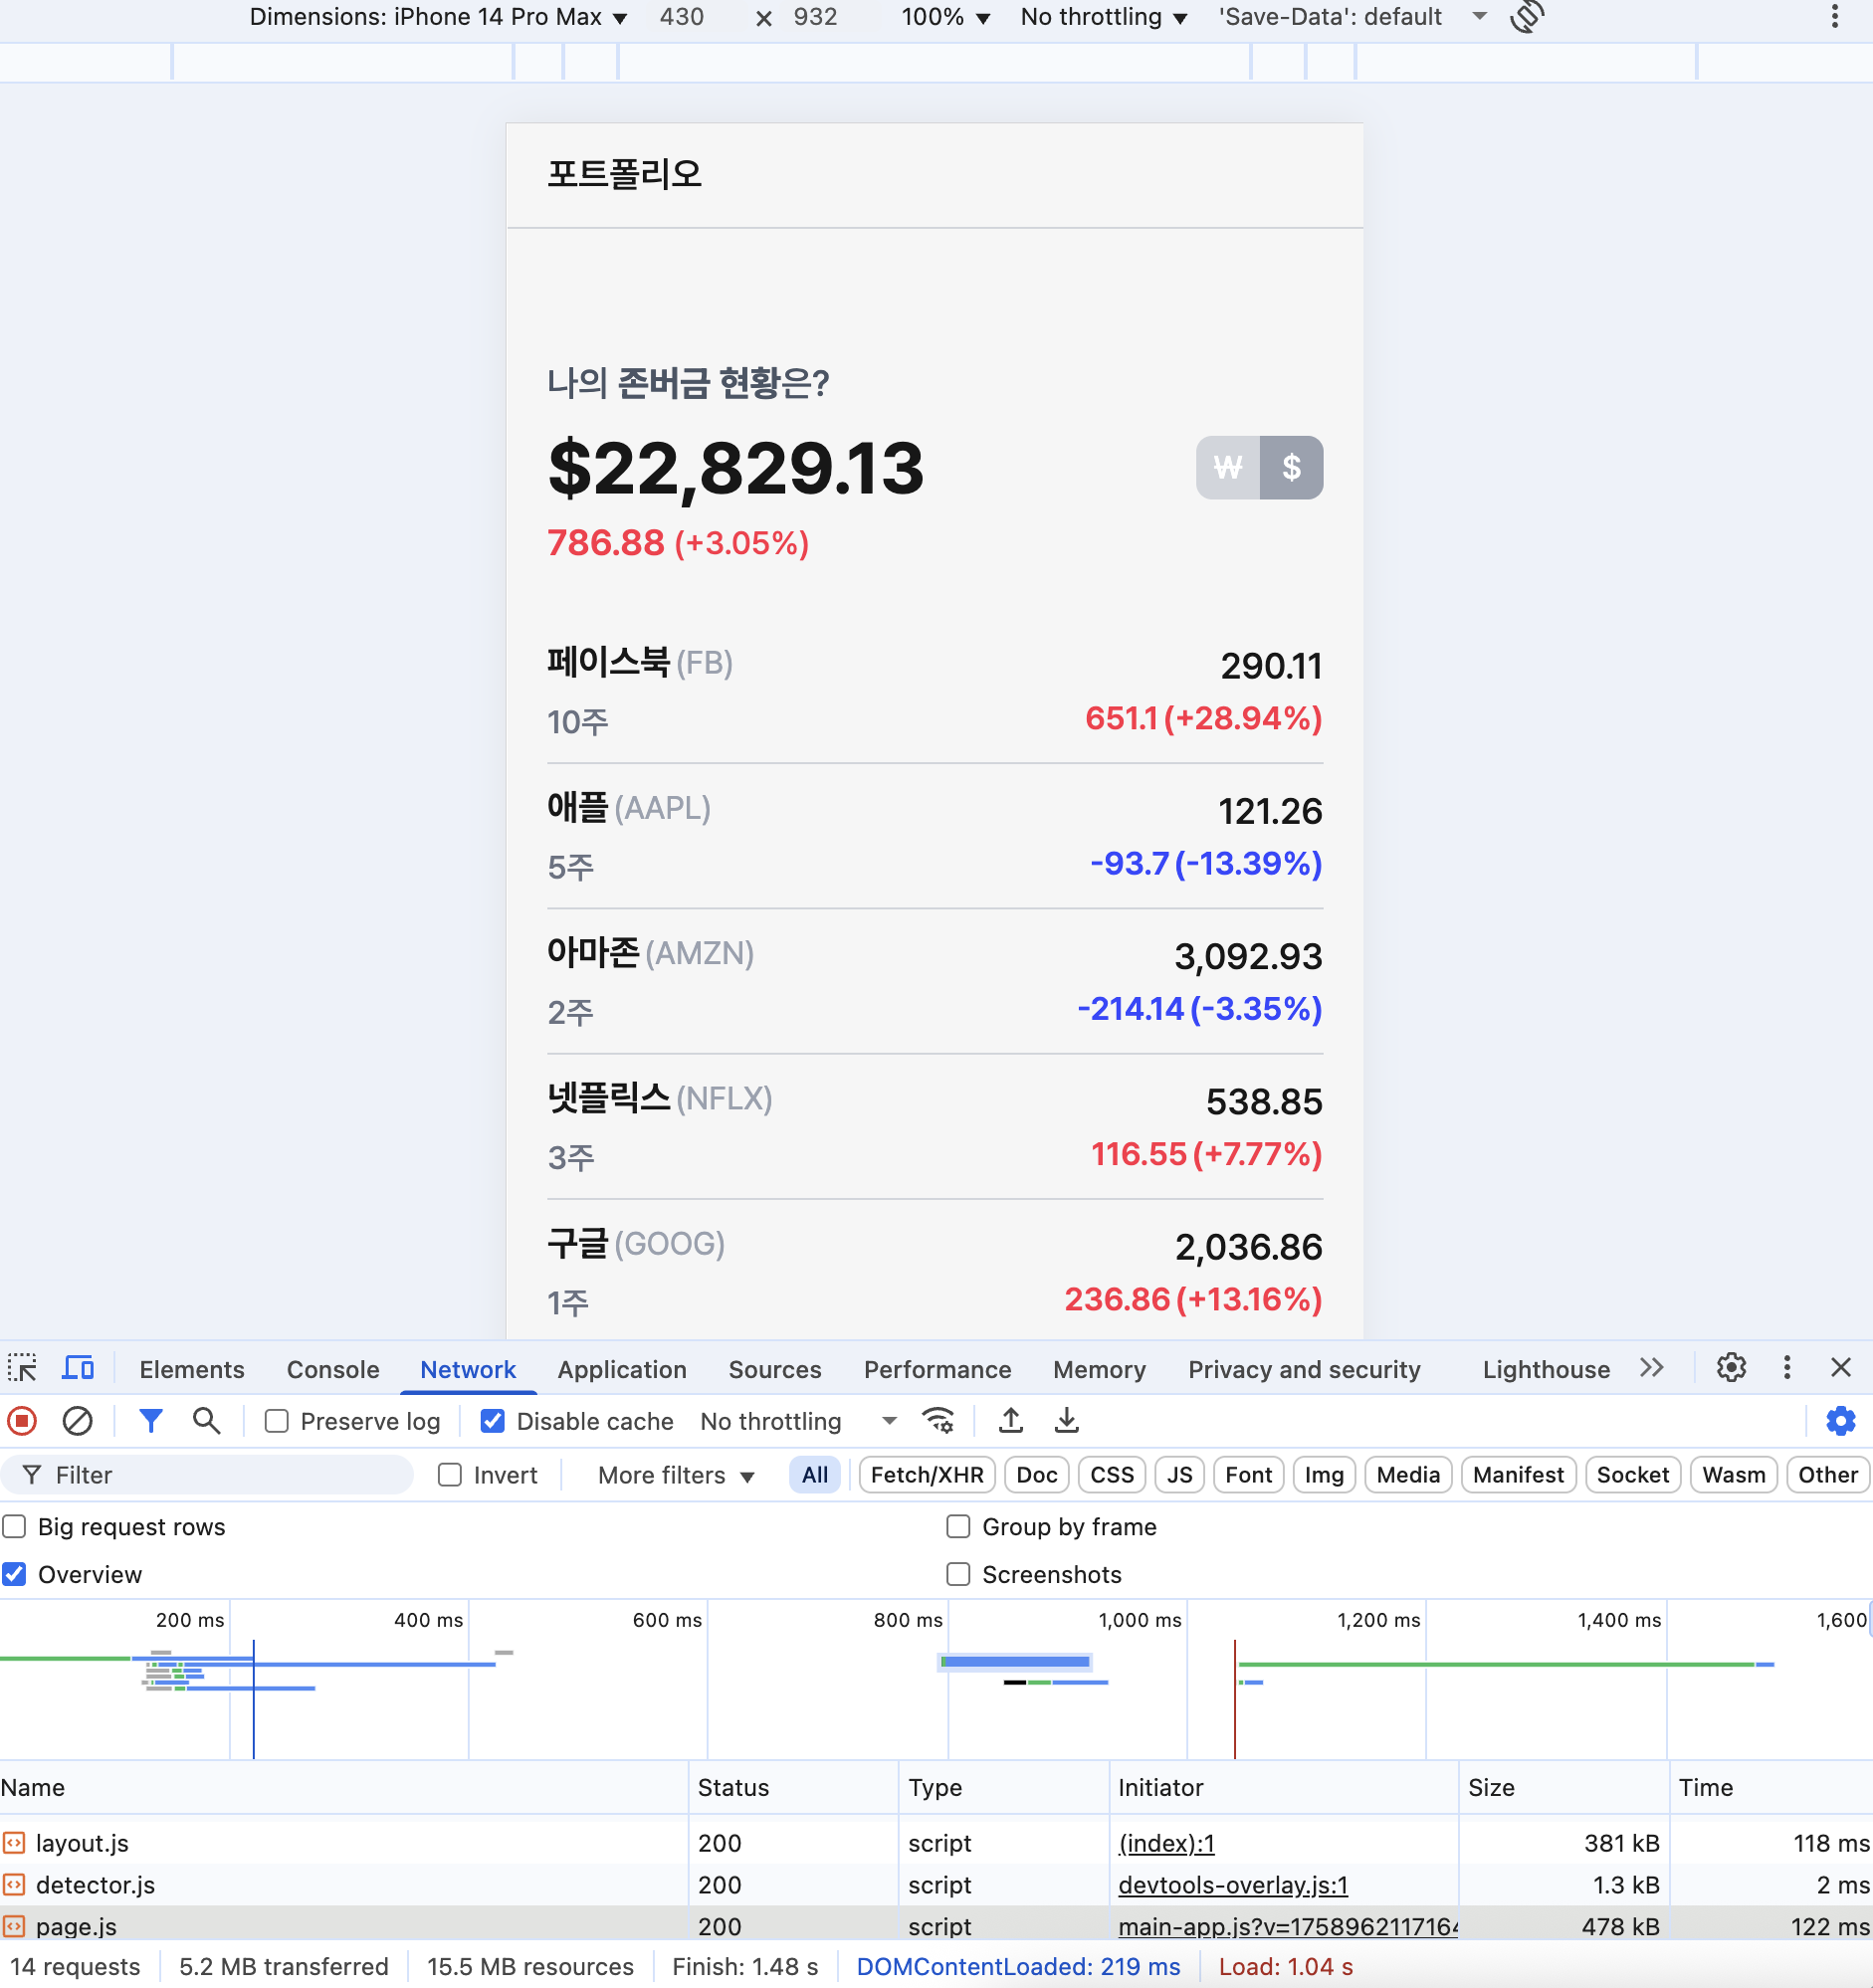 Dimensions: iPhone 14 Pro Max ▼ 430 × 932 100% ▼ No throttling ▼ 'Save-Data': default
포트폴리오
나의 존버금 현황은?
$22,829.13 ₩ $
786.88 (+3.05%)
페이스북 (FB) 290.11
10주 651.1 (+28.94%)
애플 (AAPL) 121.26
5주 -93.7 (-13.39%)
아마존 (AMZN) 3,092.93
2주 -214.14 (-3.35%)
넷플릭스 (NFLX) 538.85
3주 116.55 (+7.77%)
구글 (GOOG) 2,036.86
1주 236.86 (+13.16%)
Elements Console Network Application Sources Performance Memory Privacy and security Lighthouse
Preserve log Disable cache No throttling
Filter Invert More filters ▼ All Fetch/XHR Doc CSS JS Font Img Media Manifest Socket Wasm Other
Big request rows Group by frame
Overview Screenshots
200 ms 400 ms 600 ms 800 ms 1,000 ms 1,200 ms 1,400 ms 1,600
Name Status Type Initiator Size Time
layout.js 200 script (index):1 381 kB 118 ms
detector.js 200 script devtools-overlay.js:1 1.3 kB 2 ms
page.js 200 script main-app.js?v=1758962117164 478 kB 122 ms
14 requests 5.2 MB transferred 15.5 MB resources Finish: 1.48 s DOMContentLoaded: 219 ms Load: 1.04 s